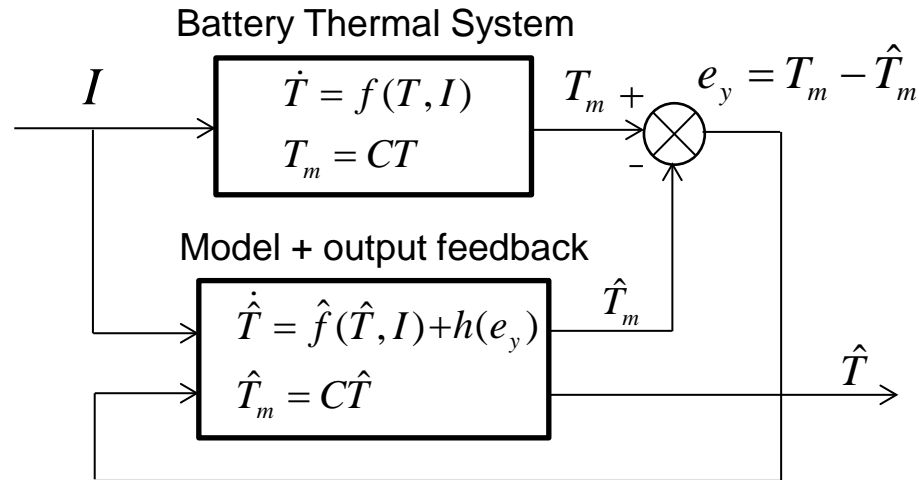 Battery Thermal System
I
Ṫ = f(T, I)
T_m = CT
T_m +
-
e_y = T_m − T̂_m
Model + output feedback
T̂̇ = f̂(T̂, I)+h(e_y)
T̂_m = CT̂
T̂_m
T̂